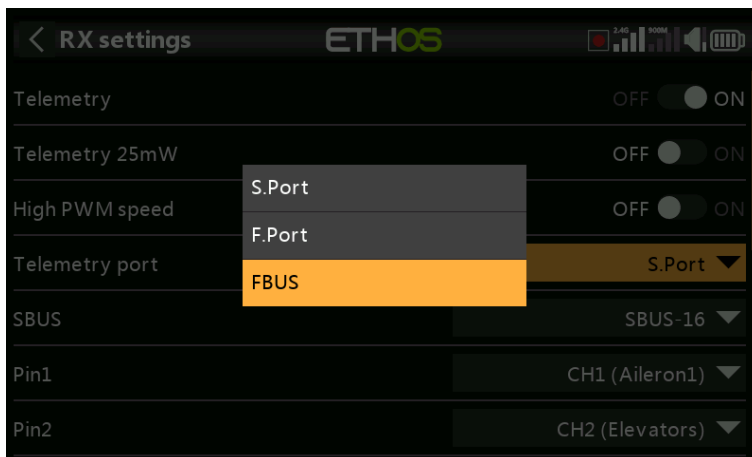 RX settings ETHOS 2.4G 900M
Telemetry OFF ON
Telemetry 25mW OFF ON
High PWM speed OFF ON
Telemetry port S.Port
S.Port
F.Port
FBUS
SBUS SBUS-16
Pin1 CH1 (Aileron1)
Pin2 CH2 (Elevators)